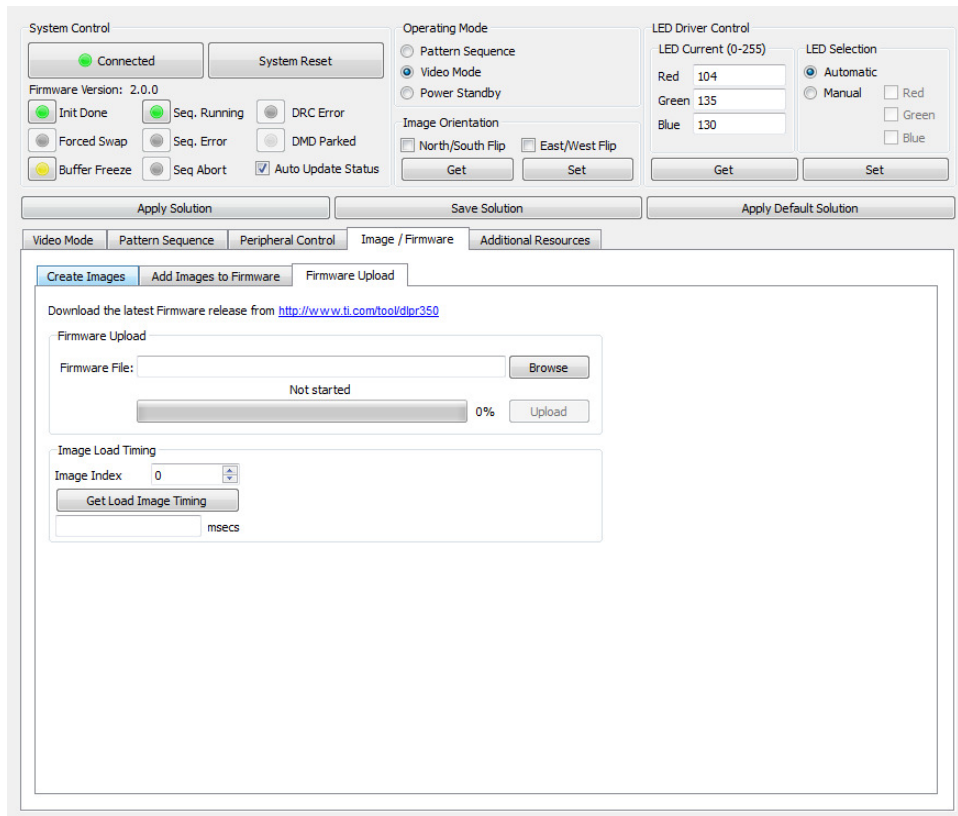 System Control
Connected
System Reset
Firmware Version: 2.0.0
Init Done
Seq. Running
DRC Error
Forced Swap
Seq. Error
DMD Parked
Buffer Freeze
Seq Abort
Auto Update Status
Operating Mode
Pattern Sequence
Video Mode
Power Standby
Image Orientation
North/South Flip
East/West Flip
Get
Set
LED Driver Control
LED Current (0-255)
Red 104
Green 135
Blue 130
LED Selection
Automatic
Manual
Red
Green
Blue
Get
Set
Apply Solution
Save Solution
Apply Default Solution
Video Mode
Pattern Sequence
Peripheral Control
Image / Firmware
Additional Resources
Create Images
Add Images to Firmware
Firmware Upload
Download the latest Firmware release from http://www.ti.com/tool/dlpr350
Firmware Upload
Firmware File:
Browse
Not started
0%
Upload
Image Load Timing
Image Index 0
Get Load Image Timing
msecs